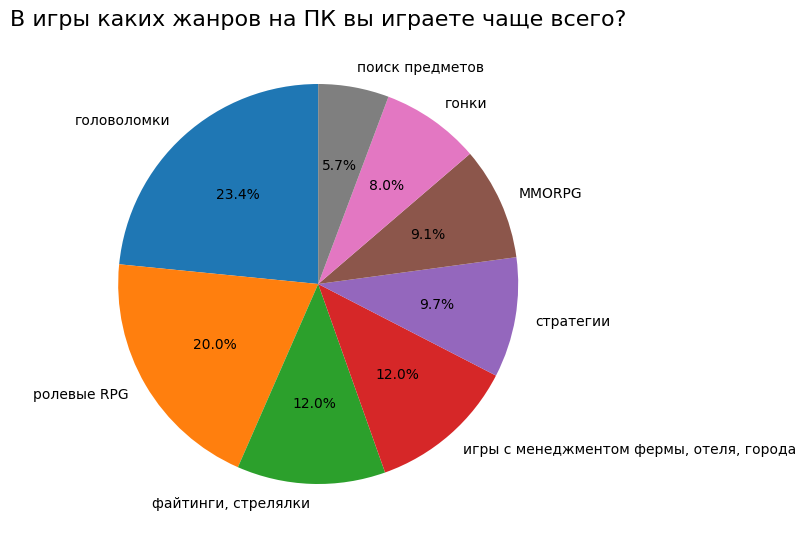 В игры каких жанров на ПК вы играете чаще всего?
поиск предметов
гонки
головоломки
5.7%
8.0%
23.4%
MMORPG
9.1%
9.7%
стратегии
20.0%
12.0%
ролевые RPG
12.0%
игры с менеджментом фермы, отеля, города
файтинги, стрелялки